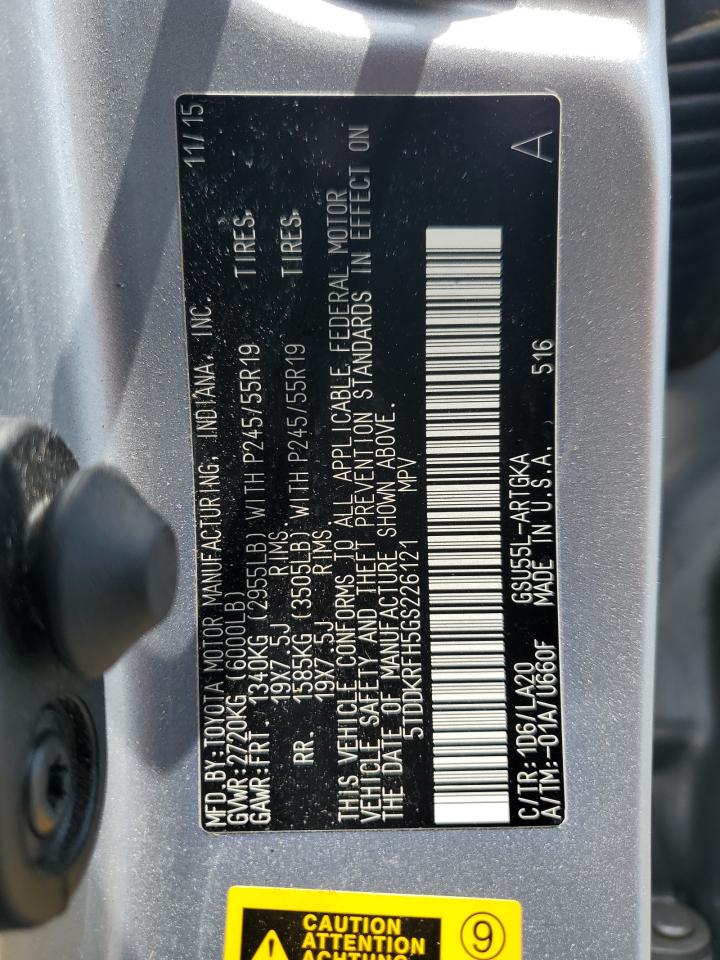 MFD.BY:TOYOTA MOTOR MANUFACTURING, INDIANA, INC. 11/15
GVWR:2720KG (6000LB)
GAWR:FRT. 1340KG (2955LB) WITH P245/55R19 TIRES,
19X7.5J RIMS.
RR. 1585KG (3505LB) WITH P245/55R19 TIRES,
19X7.5J RIMS.
THIS VEHICLE CONFORMS TO ALL APPLICABLE FEDERAL MOTOR
VEHICLE SAFETY AND THEFT PREVENTION STANDARDS IN EFFECT ON
THE DATE OF MANUFACTURE SHOWN ABOVE.
5TDDKRFH5GS226121 MPV
A
C/TR:1D6/LA20 GSU55L-ARTGKA
A/TM:-01A/U660F MADE IN U.S.A. 516
CAUTION
ATTENTION
ACHTUNG
9